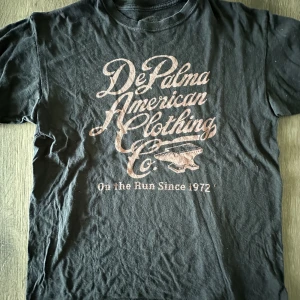 DePalma
American
Clothing
Co.
On the Run Since 1972